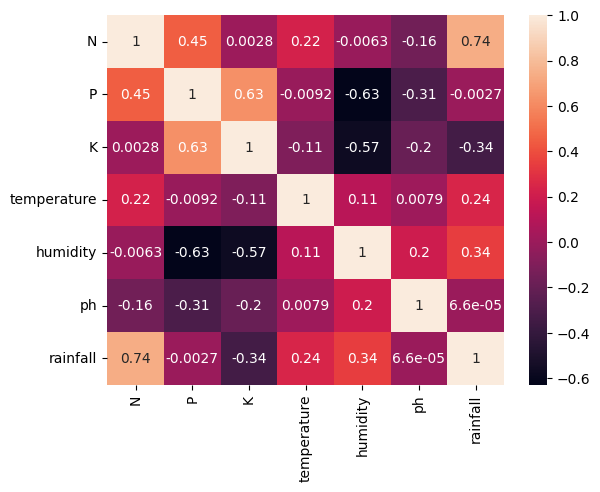 N 1 0.45 0.0028 0.22 -0.0063 -0.16 0.74
P 0.45 1 0.63 -0.0092 -0.63 -0.31 -0.0027
K 0.0028 0.63 1 -0.11 -0.57 -0.2 -0.34
temperature 0.22 -0.0092 -0.11 1 0.11 0.0079 0.24
humidity -0.0063 -0.63 -0.57 0.11 1 0.2 0.34
ph -0.16 -0.31 -0.2 0.0079 0.2 1 6.6e-05
rainfall 0.74 -0.0027 -0.34 0.24 0.34 6.6e-05 1
N P K temperature humidity ph rainfall
1.0
0.8
0.6
0.4
0.2
0.0
−0.2
−0.4
−0.6